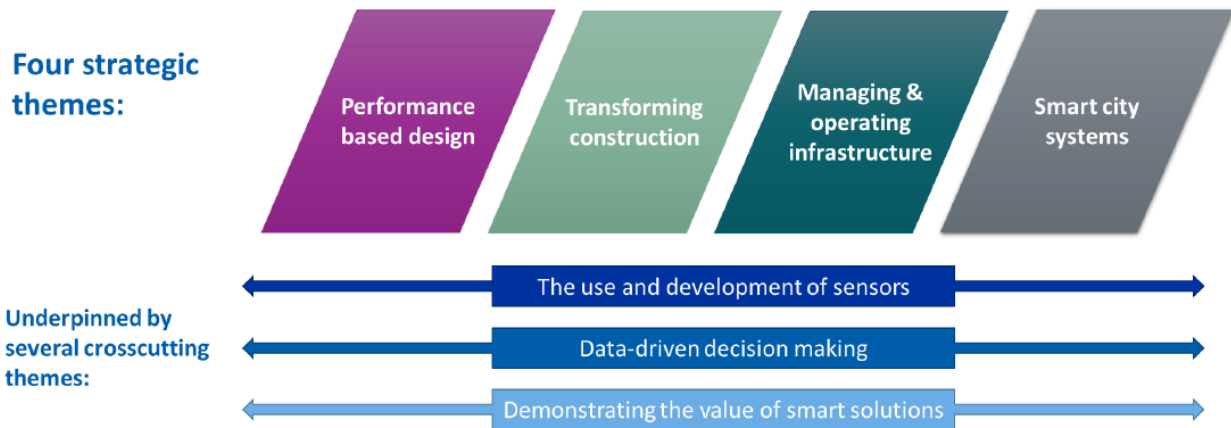 Four strategic
themes:
Performance
based design
Transforming
construction
Managing &
operating
infrastructure
Smart city
systems
Underpinned by
several crosscutting
themes:
The use and development of sensors
Data-driven decision making
Demonstrating the value of smart solutions